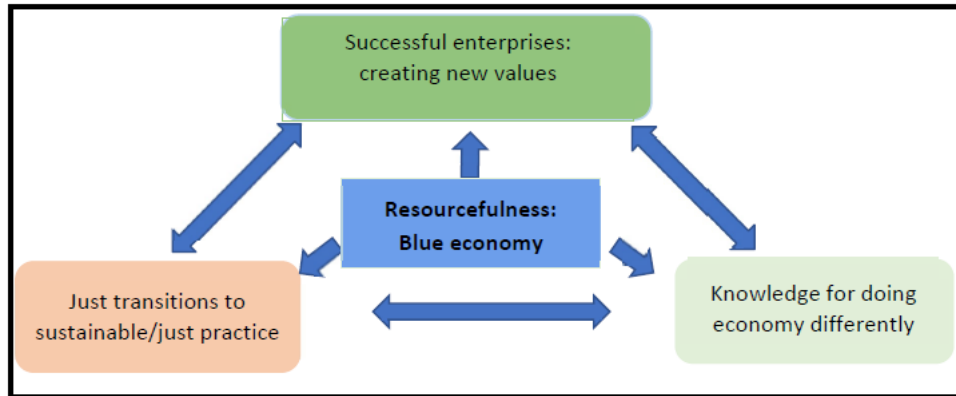 Successful enterprises:
creating new values
Resourcefulness:
Blue economy
Just transitions to
sustainable/just practice
Knowledge for doing
economy differently